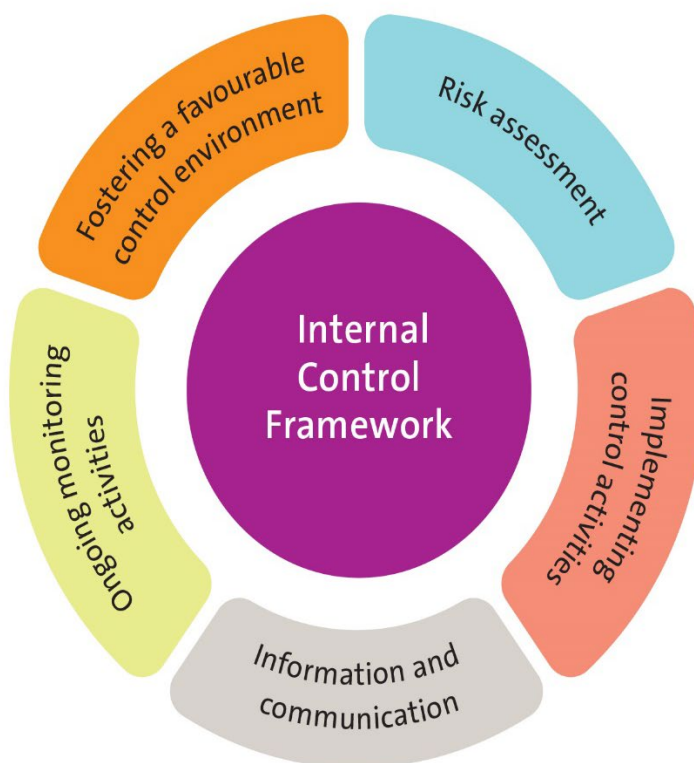 Fostering a favourable
control environment
Risk assessment
Implementing
control activities
Information and
communication
Ongoing monitoring
activities
Internal
Control
Framework